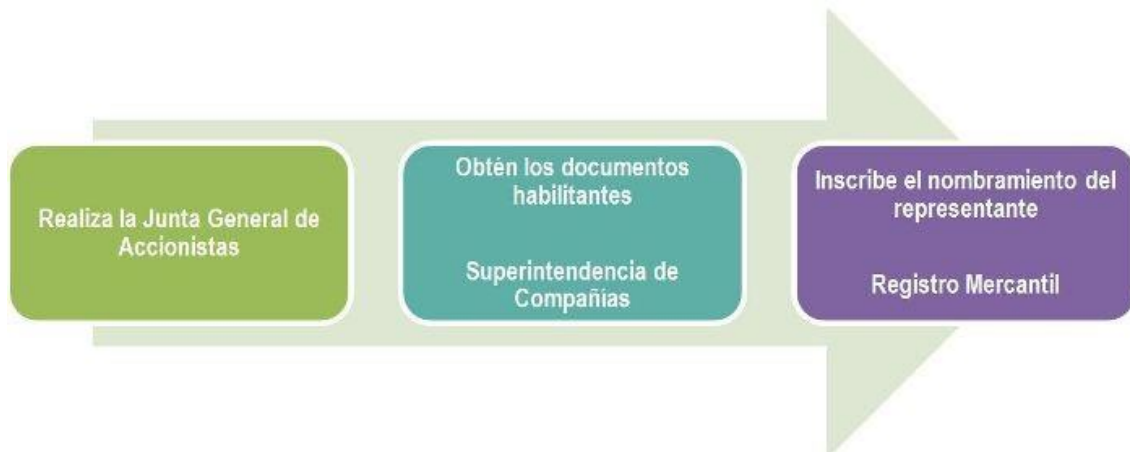 Realiza la Junta General de
Accionistas
Obtén los documentos
habilitantes
Superintendencia de
Compañías
Inscribe el nombramiento del
representante
Registro Mercantil